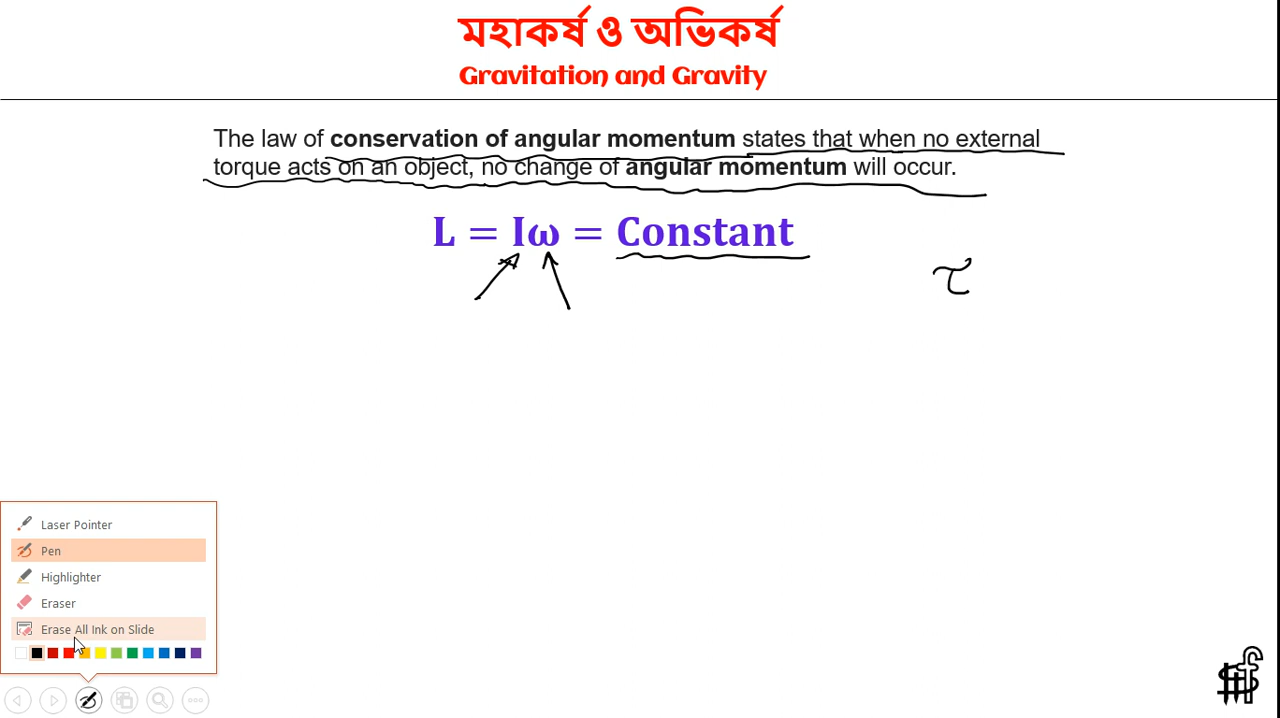 মহাকর্ষ ও অভিকর্ষ
Gravitation and Gravity
The law of conservation of angular momentum states that when no external
torque acts on an object, no change of angular momentum will occur.
L = Iω = Constant
τ
Laser Pointer
Pen
Highlighter
Eraser
Erase All Ink on Slide